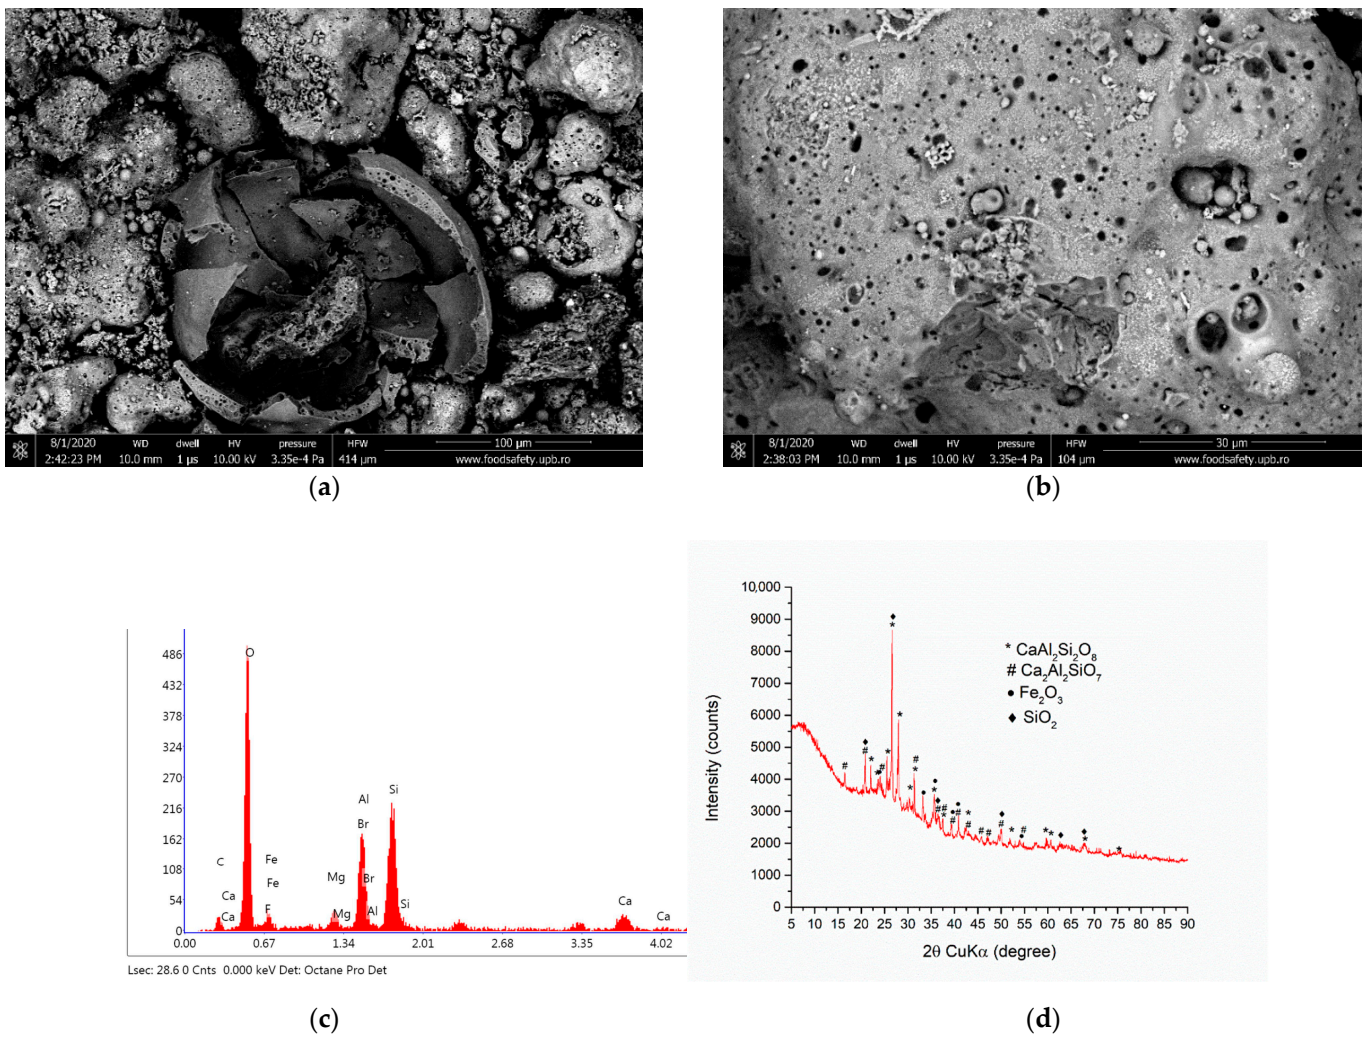 8/1/2020 WD dwell HV pressure HFW 100 μm
2:42:23 PM 10.0 mm 1 μs 10.00 kV 3.35e-4 Pa 414 μm www.foodsafety.upb.ro
(a)
8/1/2020 WD dwell HV pressure HFW 30 μm
2:38:03 PM 10.0 mm 1 μs 10.00 kV 3.35e-4 Pa 104 μm www.foodsafety.upb.ro
(b)
486
432
378
324
270
216
162
108
54
0
O
Al
Si
Br
C
Fe
Fe
Mg
Br
Ca
Ca
F
Mg
Al
Si
Ca
Ca
0.00 0.67 1.34 2.01 2.68 3.35 4.02
Lsec: 28.6 0 Cnts 0.000 keV Det: Octane Pro Det
(c)
Intensity (counts)
10,000
9000
8000
7000
6000
5000
4000
3000
2000
1000
0
* CaAl₂Si₂O₈
# Ca₂Al₂SiO₇
● Fe₂O₃
♦ SiO₂
5 10 15 20 25 30 35 40 45 50 55 60 65 70 75 80 85 90
2θ CuKα (degree)
(d)